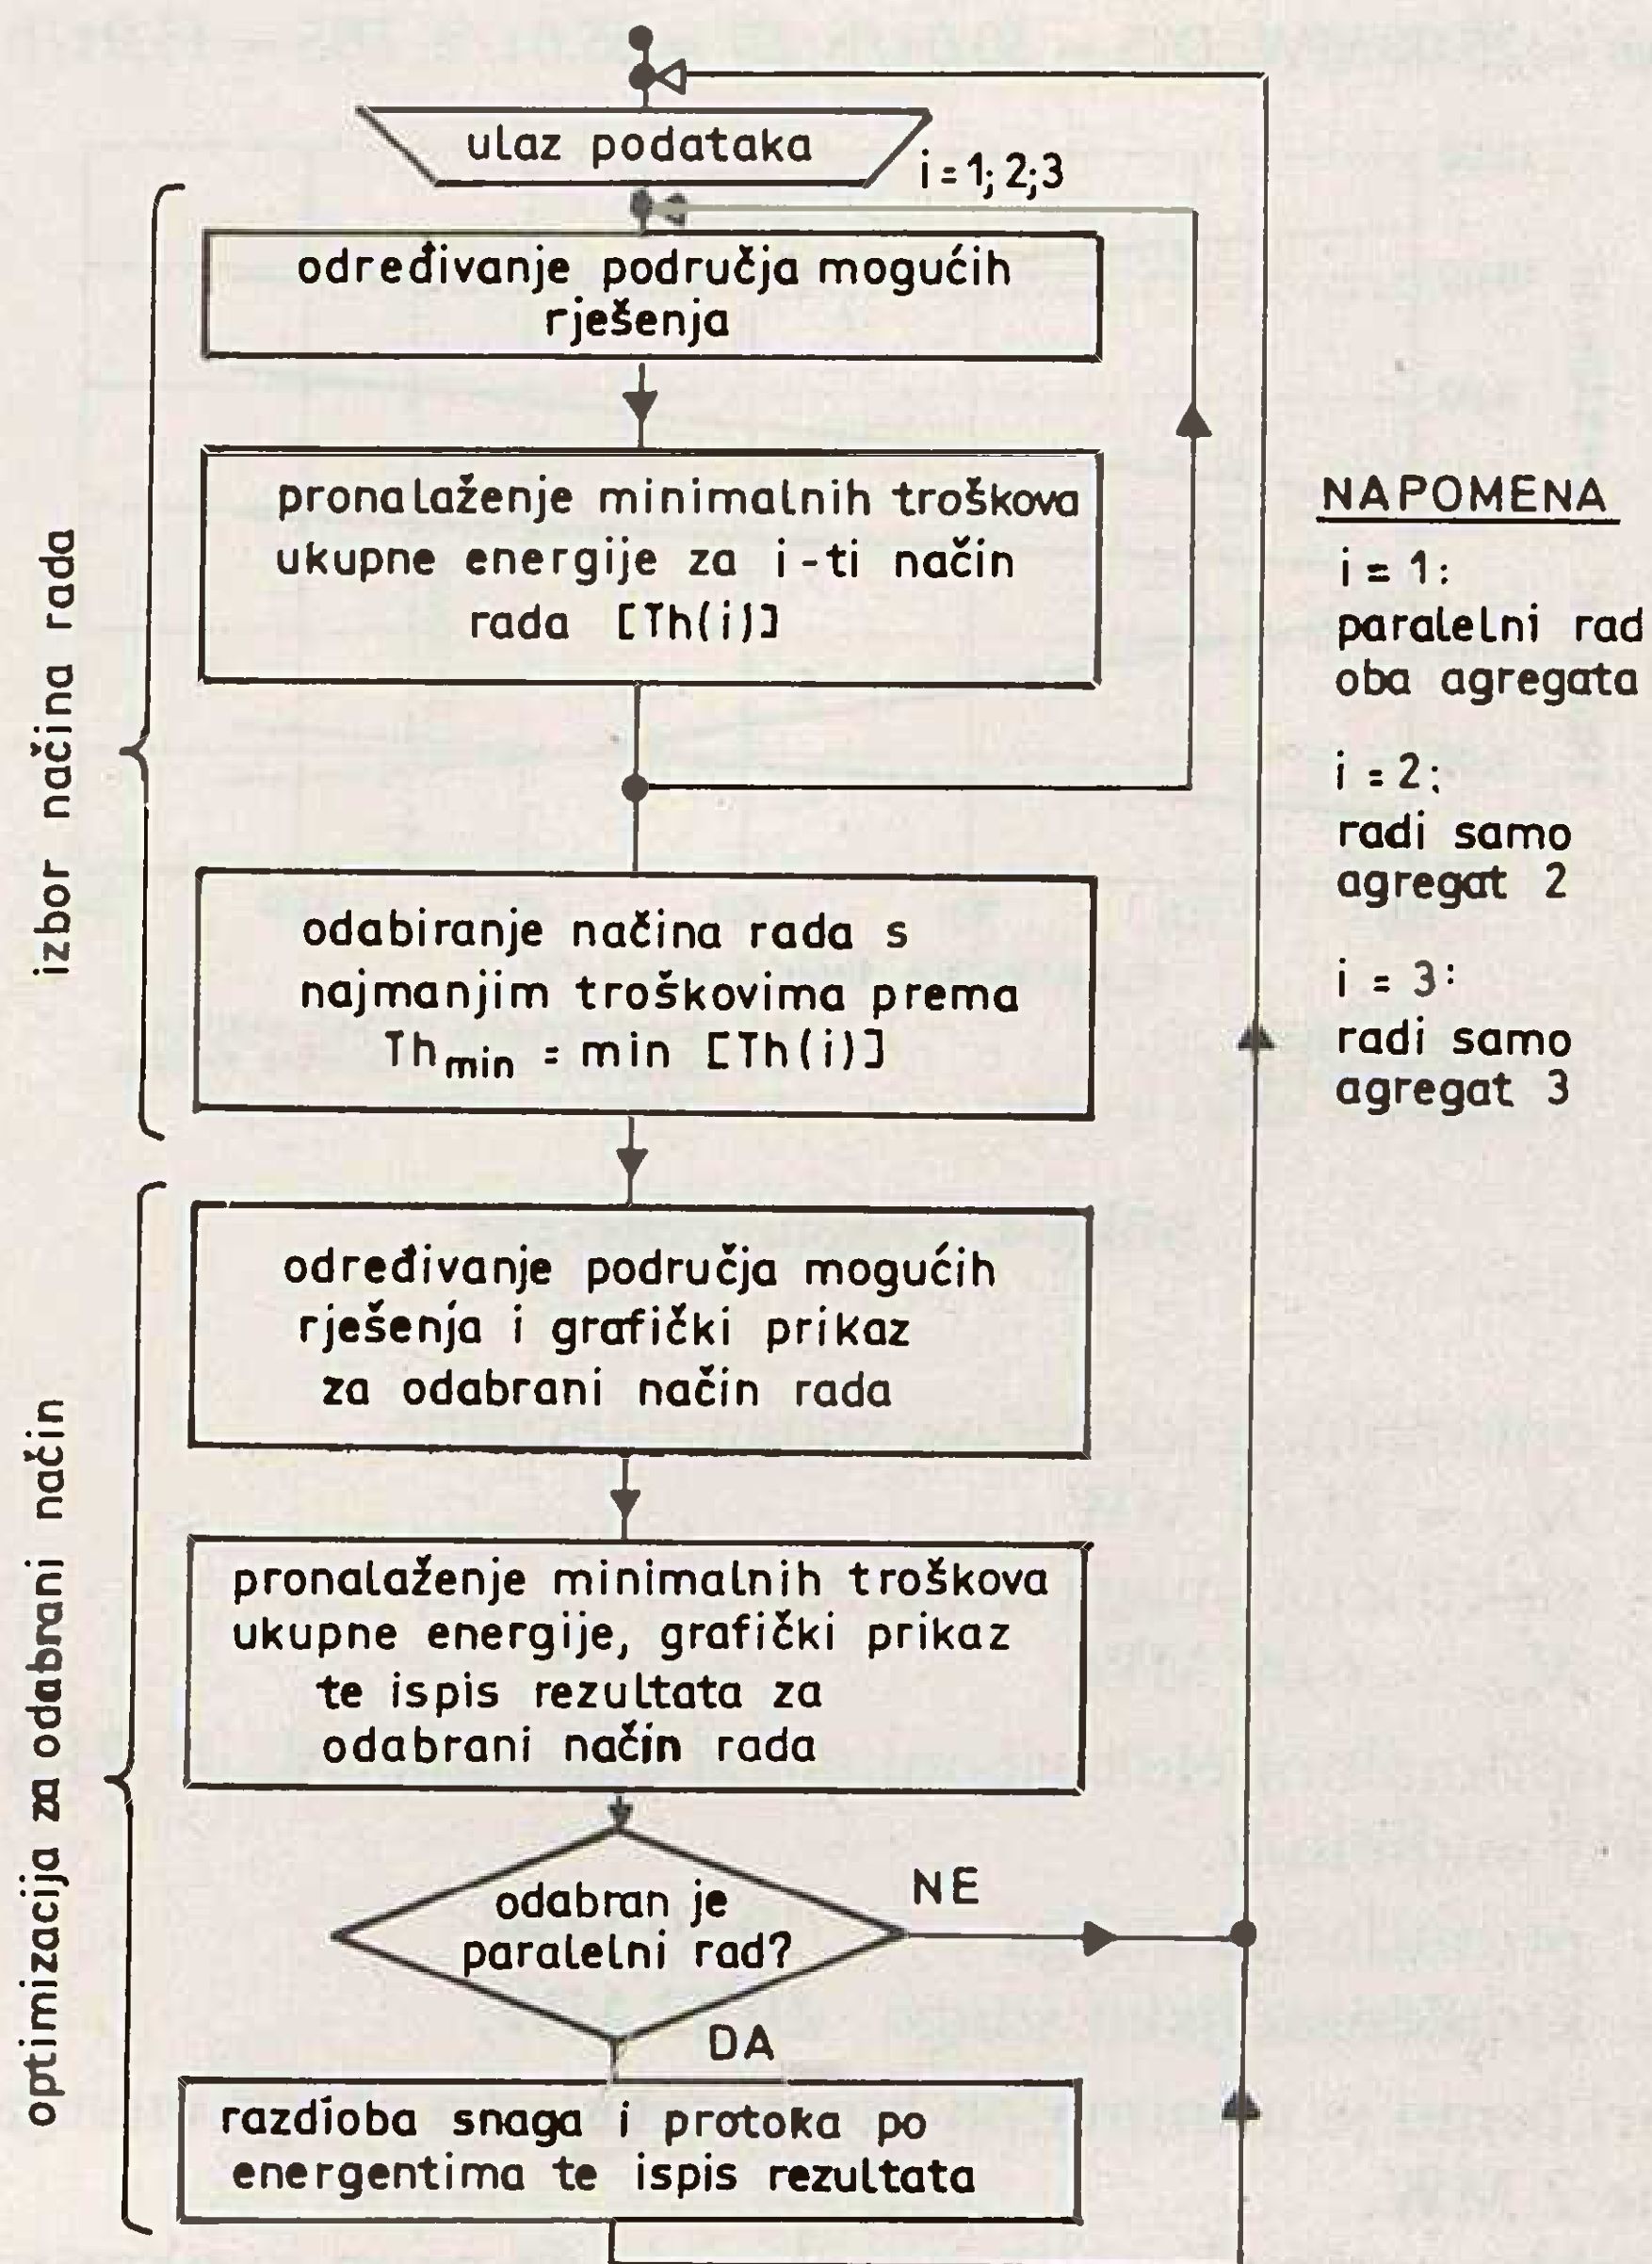 ulaz podataka
i = 1; 2; 3
određivanje područja mogućih
rješenja
pronalaženje minimalnih troškova
ukupne energije za i-ti način
rada [Th(i)]
odabiranje načina rada s
najmanjim troškovima prema
Thmin = min [Th(i)]
izbor načina rada
NAPOMENA
i = 1:
paralelni rad
oba agregata
i = 2:
radi samo
agregat 2
i = 3:
radi samo
agregat 3
određivanje područja mogućih
rješenja i grafički prikaz
za odabrani način rada
pronalaženje minimalnih troškova
ukupne energije, grafički prikaz
te ispis rezultata za
odabrani način rada
odabran je
paralelni rad?
NE
DA
razdioba snaga i protoka po
energentima te ispis rezultata
optimizacija za odabrani način